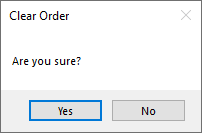 Clear Order
Are you sure?
Yes
No